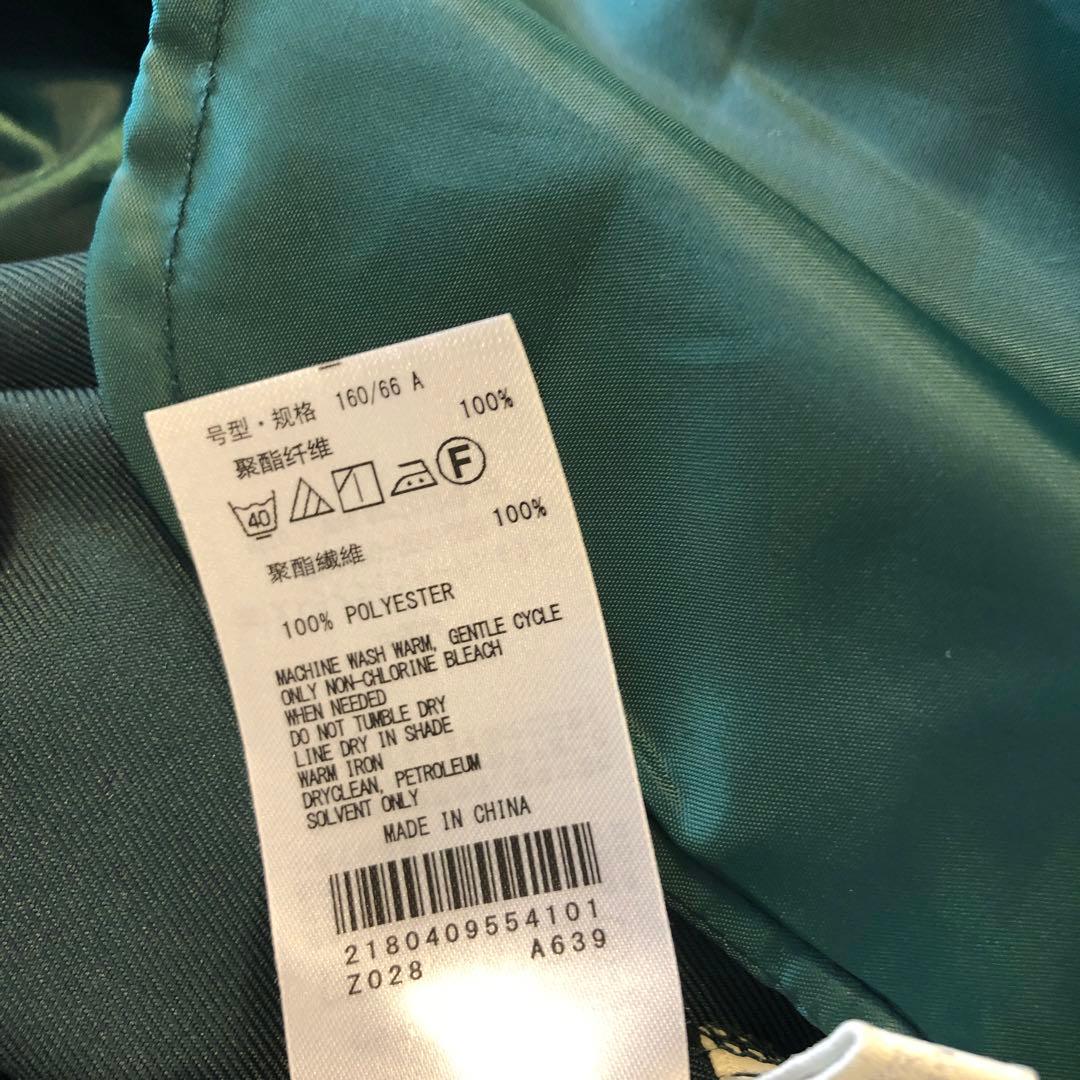 号型·规格 160/66 A
聚酯纤维 100%
40 F
聚酯纖維 100%
100% POLYESTER
MACHINE WASH WARM, GENTLE CYCLE
ONLY NON-CHLORINE BLEACH
WHEN NEEDED
DO NOT TUMBLE DRY
LINE DRY IN SHADE
WARM IRON
DRYCLEAN, PETROLEUM
SOLVENT ONLY
MADE IN CHINA
2180409554101
Z028 A639